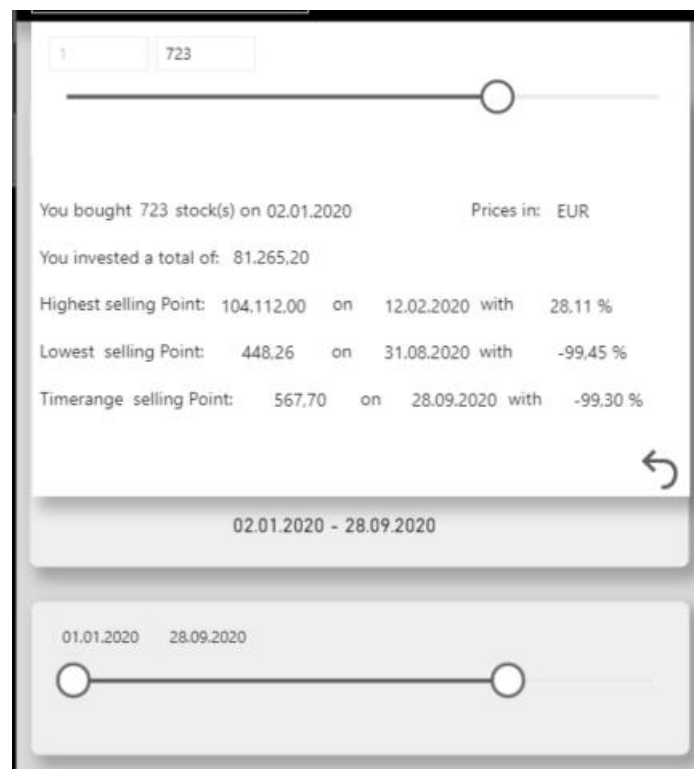 1 723
You bought 723 stock(s) on 02.01.2020 Prices in: EUR
You invested a total of: 81.265,20
Highest selling Point: 104.112,00 on 12.02.2020 with 28,11 %
Lowest selling Point: 448,26 on 31.08.2020 with -99,45 %
Timerange selling Point: 567,70 on 28.09.2020 with -99,30 %
02.01.2020 - 28.09.2020
01.01.2020 28.09.2020